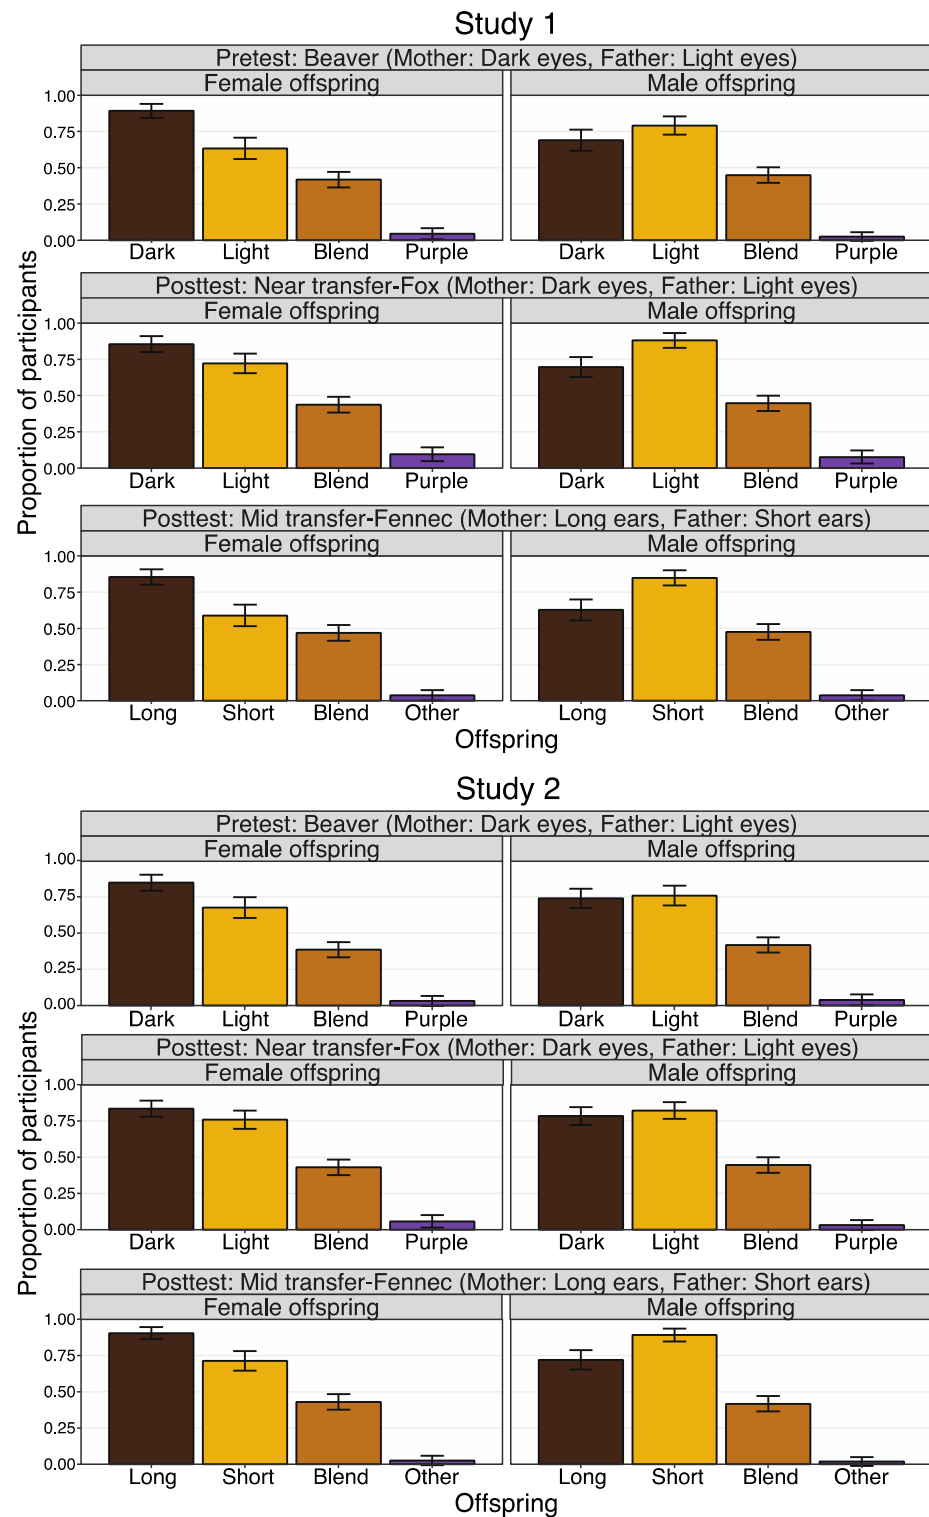 Study 1
Pretest: Beaver (Mother: Dark eyes, Father: Light eyes)
Female offspring Male offspring
1.00
0.75
0.50
0.25
0.00
Dark Light Blend Purple Dark Light Blend Purple
Posttest: Near transfer-Fox (Mother: Dark eyes, Father: Light eyes)
Female offspring Male offspring
1.00
0.75
0.50
0.25
0.00
Dark Light Blend Purple Dark Light Blend Purple
Posttest: Mid transfer-Fennec (Mother: Long ears, Father: Short ears)
Female offspring Male offspring
1.00
0.75
0.50
0.25
0.00
Long Short Blend Other Long Short Blend Other
Offspring
Proportion of participants
Study 2
Pretest: Beaver (Mother: Dark eyes, Father: Light eyes)
Female offspring Male offspring
1.00
0.75
0.50
0.25
0.00
Dark Light Blend Purple Dark Light Blend Purple
Posttest: Near transfer-Fox (Mother: Dark eyes, Father: Light eyes)
Female offspring Male offspring
1.00
0.75
0.50
0.25
0.00
Dark Light Blend Purple Dark Light Blend Purple
Posttest: Mid transfer-Fennec (Mother: Long ears, Father: Short ears)
Female offspring Male offspring
1.00
0.75
0.50
0.25
0.00
Long Short Blend Other Long Short Blend Other
Offspring
Proportion of participants